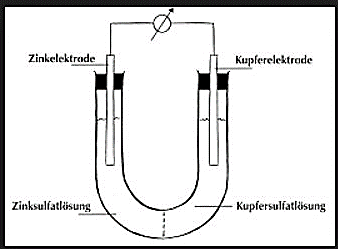 Zinkelektrode
Kupferelektrode
Zinksulfatlösung
Kupfersulfatlösung